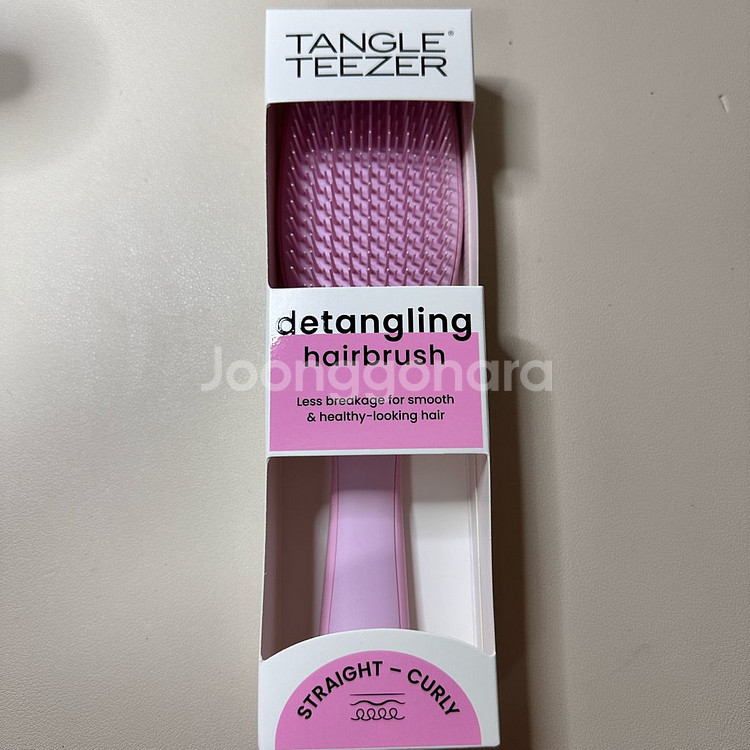 TANGLE®
TEEZER
detangling
hairbrush
Joonggonara
Less breakage for smooth
& healthy-looking hair
STRAIGHT – CURLY